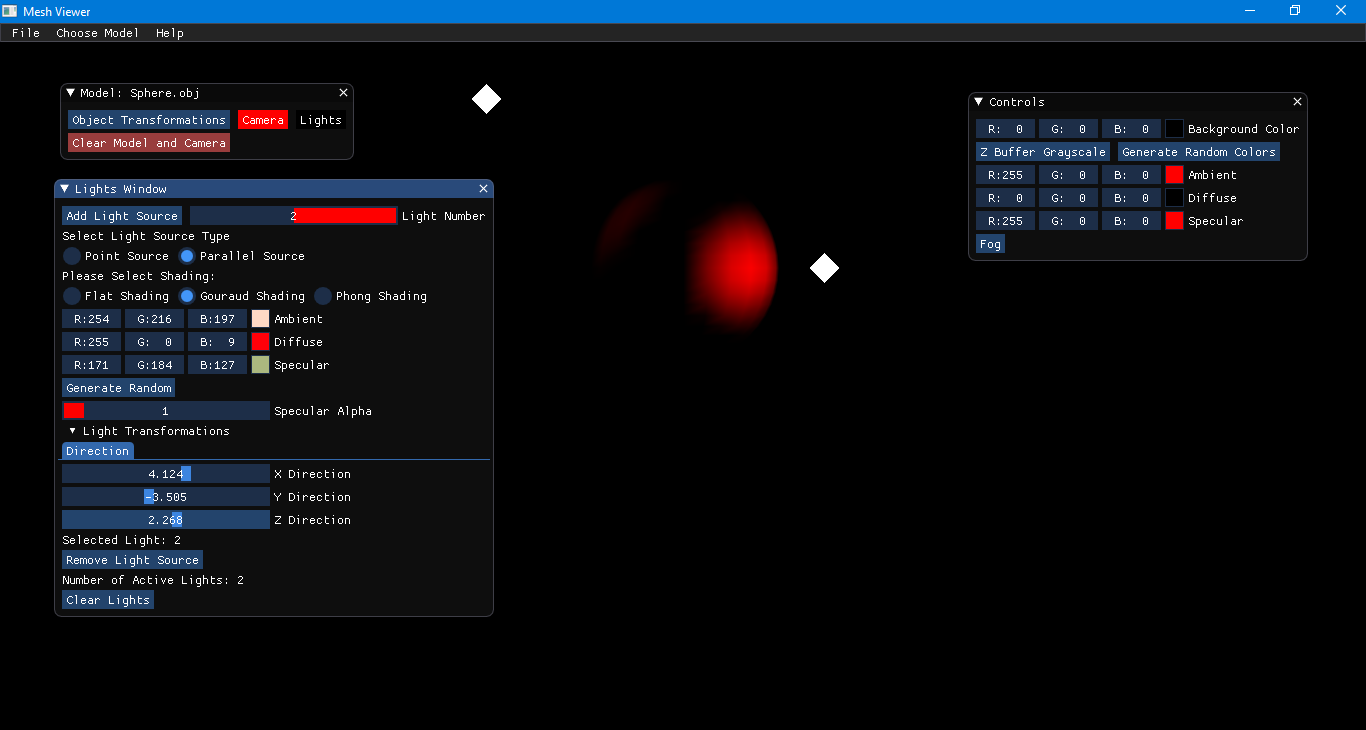 Mesh Viewer
File Choose Model Help
Model: Sphere.obj
Object Transformations Camera Lights
Clear Model and Camera
Lights Window
Add Light Source 2 Light Number
Select Light Source Type
Point Source Parallel Source
Please Select Shading:
Flat Shading Gouraud Shading Phong Shading
R:254 G:216 B:197 Ambient
R:255 G: 0 B: 9 Diffuse
R:171 G:184 B:127 Specular
Generate Random
1 Specular Alpha
Light Transformations
Direction
4.124 X Direction
-3.505 Y Direction
2.268 Z Direction
Selected Light: 2
Remove Light Source
Number of Active Lights: 2
Clear Lights
Controls
R: 0 G: 0 B: 0 Background Color
Z Buffer Grayscale Generate Random Colors
R:255 G: 0 B: 0 Ambient
R: 0 G: 0 B: 0 Diffuse
R:255 G: 0 B: 0 Specular
Fog